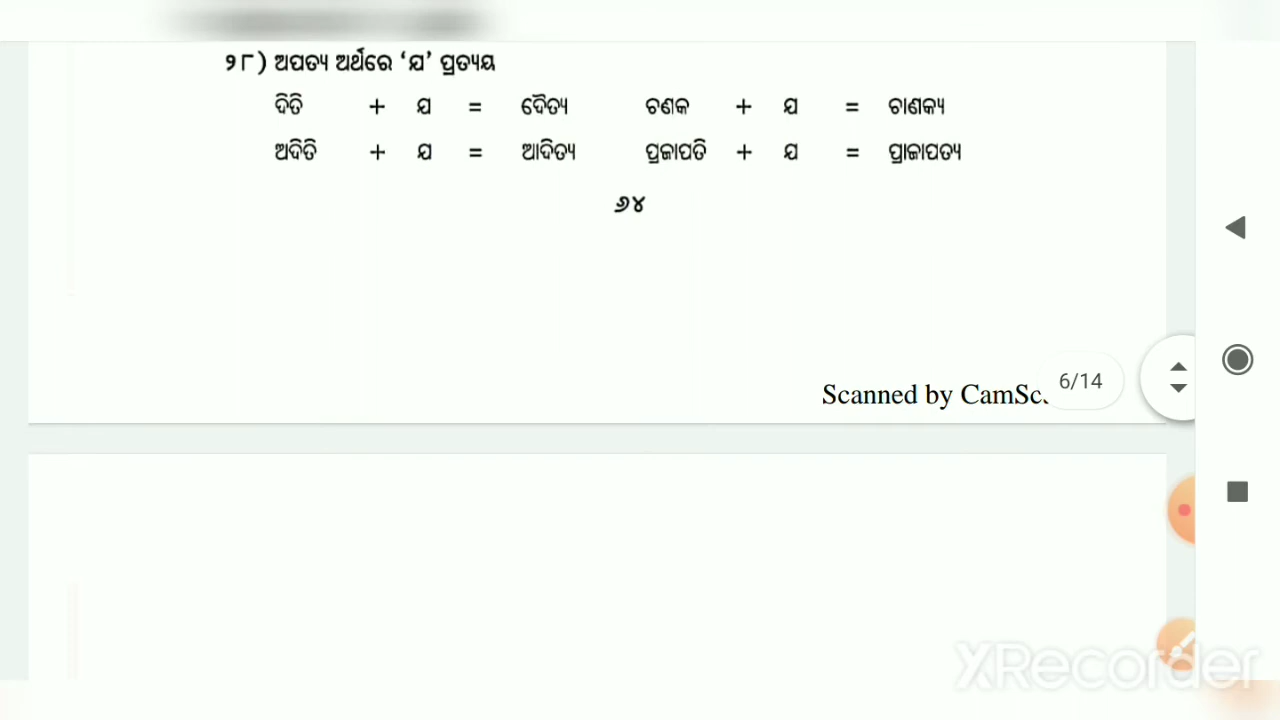 ୨୮) ଅପତ୍ୟ ଅର୍ଥରେ ‘ଯ’ ପ୍ରତ୍ୟୟ
ଦିତି + ଯ = ଦୈତ୍ୟ ଚଣକ + ଯ = ଚାଣକ୍ୟ
ଅଦିତି + ଯ = ଆଦିତ୍ୟ ପ୍ରଜାପତି + ଯ = ପ୍ରାଜାପତ୍ୟ
୬୪
Scanned by
6/14
XRecorder